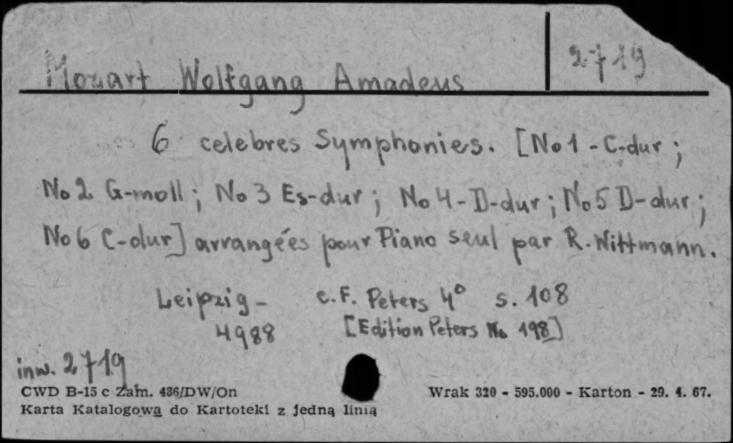 Mozart Wolfgang Amadeus 2719
6 celebres Symphonies. [No 1 - C-dur;
No 2 G-moll; No 3 Es-dur; No 4 - D-dur; No 5 D-dur;
No 6 C-dur] arrangées pour Piano seul par R. Wittmann.
Leipzig - C.F. Peters 4° s. 108
4988 [Edition Peters No 198]
inw. 2719
CWD B-15 c Zam. 436/DW/On Wrak 320 - 595.000 - Karton - 29. 4. 67.
Karta Katalogowa do Kartoteki z jedną linią